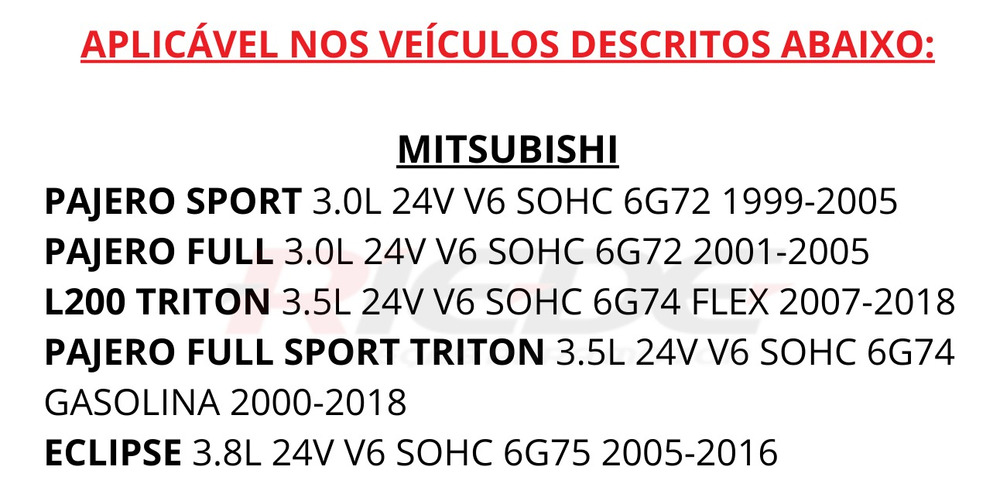 APLICÁVEL NOS VEÍCULOS DESCRITOS ABAIXO:
MITSUBISHI
PAJERO SPORT 3.0L 24V V6 SOHC 6G72 1999-2005
PAJERO FULL 3.0L 24V V6 SOHC 6G72 2001-2005
L200 TRITON 3.5L 24V V6 SOHC 6G74 FLEX 2007-2018
PAJERO FULL SPORT TRITON 3.5L 24V V6 SOHC 6G74
GASOLINA 2000-2018
ECLIPSE 3.8L 24V V6 SOHC 6G75 2005-2016